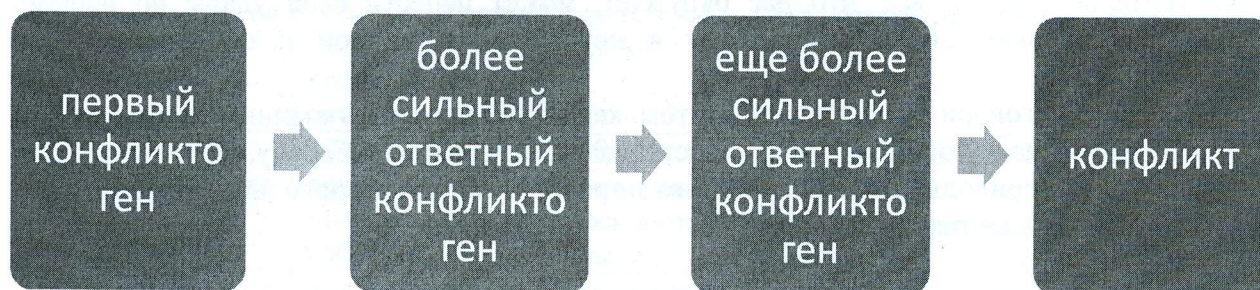 первый
конфликто
ген
более
сильный
ответный
конфликто
ген
еще более
сильный
ответный
конфликто
ген
конфликт